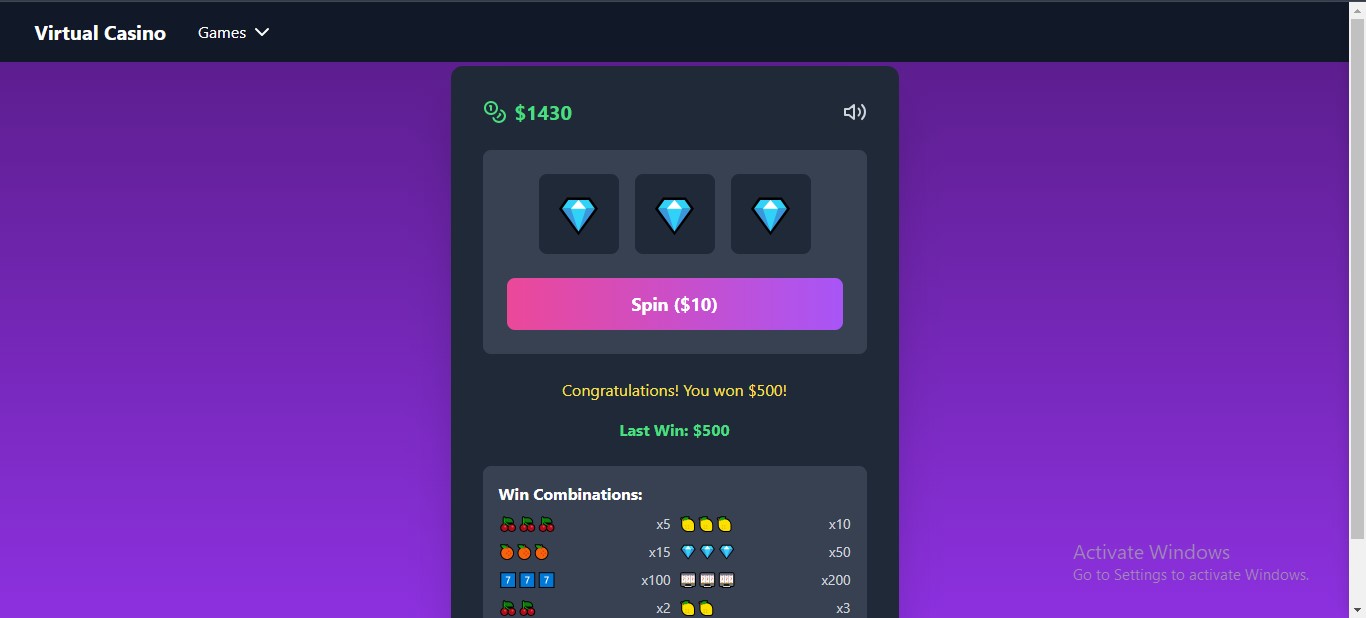 Virtual Casino Games
$1430
Spin ($10)
Congratulations! You won $500!
Last Win: $500
Win Combinations:
x5 x10
x15 x50
7 7 7 x100 x200
x2 x3
Activate Windows
Go to Settings to activate Windows.